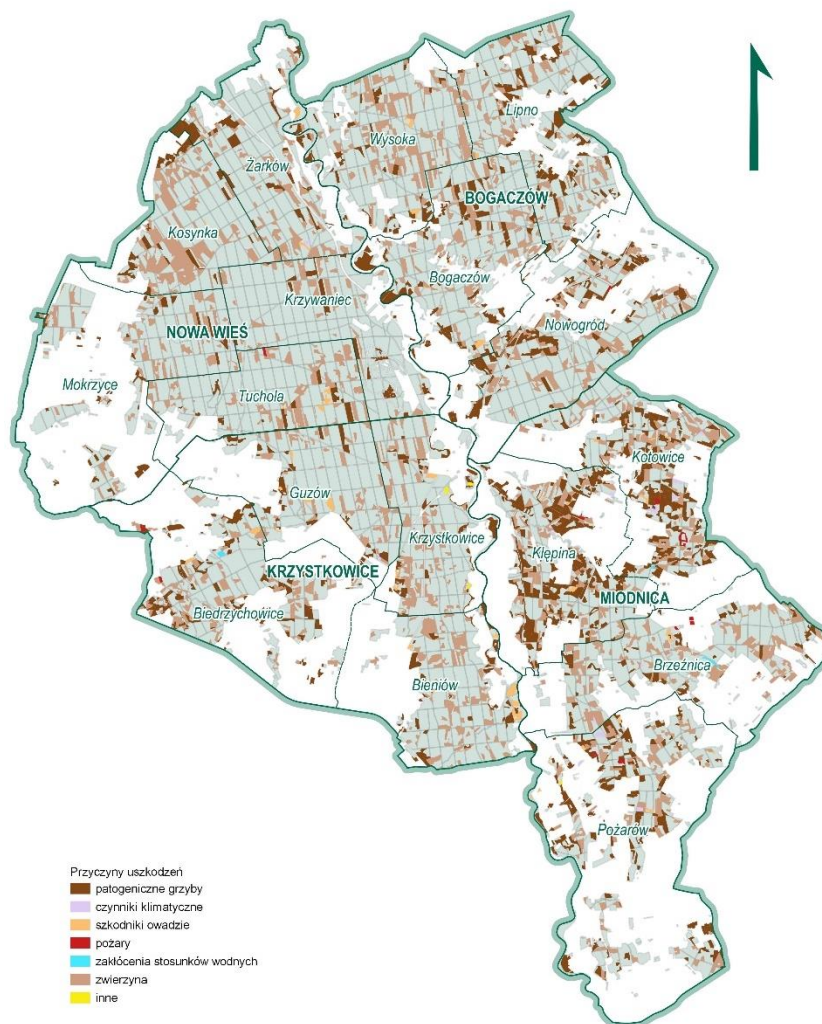 Lipno
Wysoka
Żarków
BOGACZÓW
Kosynka
Bogaczów
Krzywaniec
Nowogród
NOWA WIEŚ
Mokrzyce
Tuchola
Kotowice
Guzów
Krzystkowice
Klępina
KRZYSTKOWICE
MIODNICA
Biedrzychowice
Brzeźnica
Bieniów
Pożarów
Przyczyny uszkodzeń
patogeniczne grzyby
czynniki klimatyczne
szkodniki owadzie
pożary
zakłócenia stosunków wodnych
zwierzyna
inne